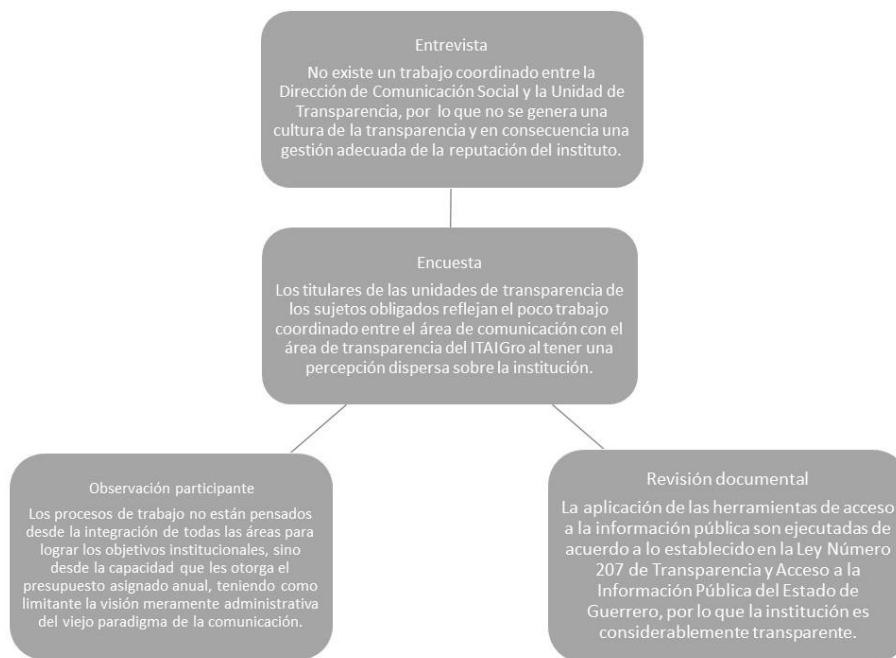 Entrevista
No existe un trabajo coordinado entre la
Dirección de Comunicación Social y la Unidad de
Transparencia, por lo que no se genera una
cultura de la transparencia y en consecuencia una
gestión adecuada de la reputación del instituto.
Encuesta
Los titulares de las unidades de transparencia de
los sujetos obligados reflejan el poco trabajo
coordinado entre el área de comunicación con el
área de transparencia del ITAIGro al tener una
percepción dispersa sobre la institución.
Observación participante
Los procesos de trabajo no están pensados
desde la integración de todas las áreas para
lograr los objetivos institucionales, sino
desde la capacidad que les otorga el
presupuesto asignado anual, teniendo como
limitante la visión meramente administrativa
del viejo paradigma de la comunicación.
Revisión documental
La aplicación de las herramientas de acceso
a la información pública son ejecutadas de
acuerdo a lo establecido en la Ley Número
207 de Transparencia y Acceso a la
Información Pública del Estado de
Guerrero, por lo que la institución es
considerablemente transparente.